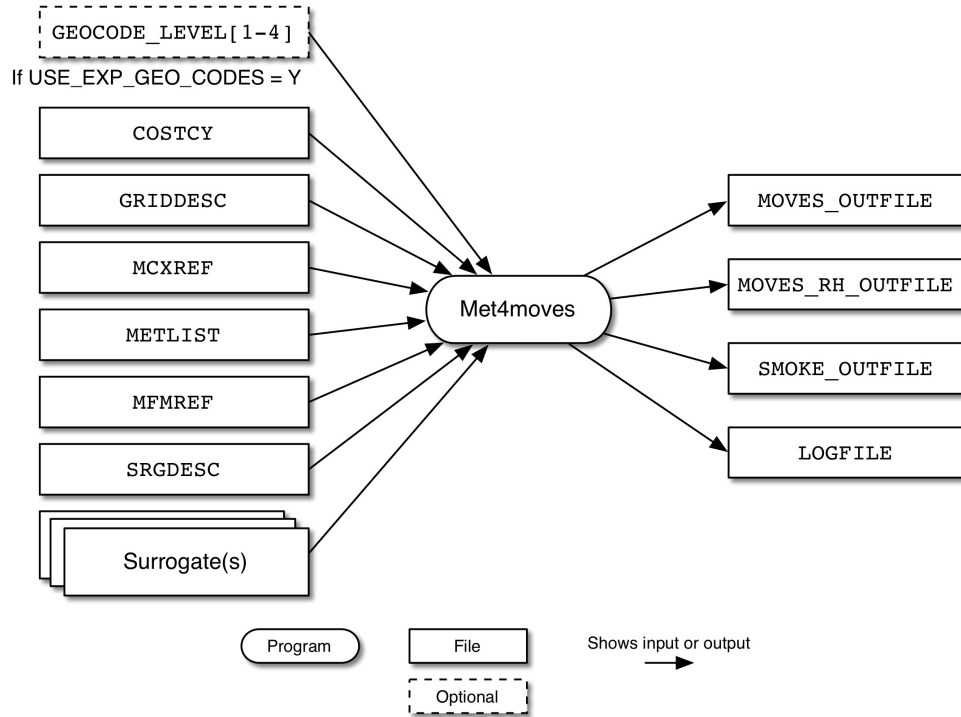 GEOCODE_LEVEL[1-4]
If USE_EXP_GEO_CODES = Y
COSTCY
GRIDDESC
MCXREF
METLIST
MFMREF
SRGDESC
Surrogate(s)
Met4moves
MOVES_OUTFILE
MOVES_RH_OUTFILE
SMOKE_OUTFILE
LOGFILE
Program
File
Shows input or output
Optional